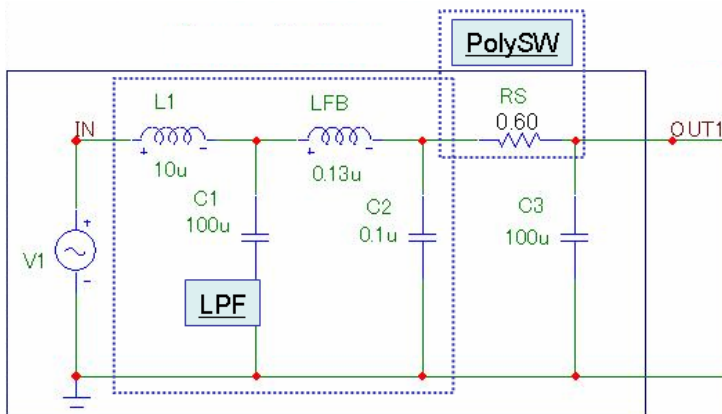 PolySW
L1
LFB
RS
0.60
IN
OUT1
+
-
+
-
10u
0.13u
C1
100u
C2
0.1u
C3
100u
+
V1
-
LPF